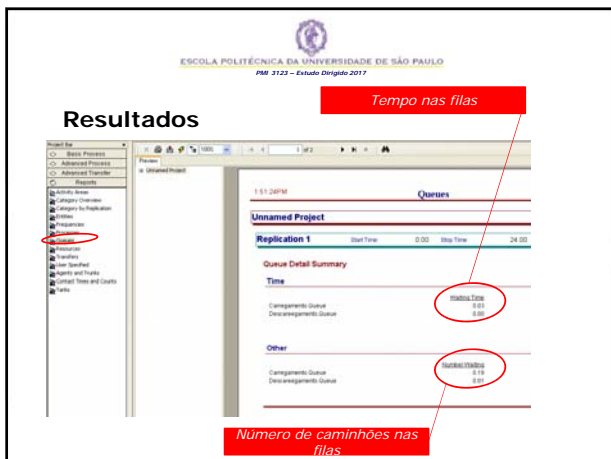 ESCOLA POLITÉCNICA DA UNIVERSIDADE DE SÃO PAULO
PMI 3123 – Estudo Dirigido 2017
Tempo nas filas
Resultados
Project Bar
Basic Process
Advanced Process
Advanced Transfer
Reports
Activity Areas
Category Overview
Category by Replication
Entities
Frequencies
Processes
Queues
Resources
Transfers
User Specified
Agents and Trunks
Contact Times and Counts
Tanks
100%
1 of 2
Preview
Unnamed Project
1:51:24PM
Queues
Unnamed Project
Replication 1 Start Time 0.00 Stop Time 24.00
Queue Detail Summary
Time
Waiting Time
Carregamento Queue 0.03
Descarregamento Queue 0.00
Other
Number Waiting
Carregamento Queue 0.19
Descarregamento Queue 0.01
Número de caminhões nas
filas